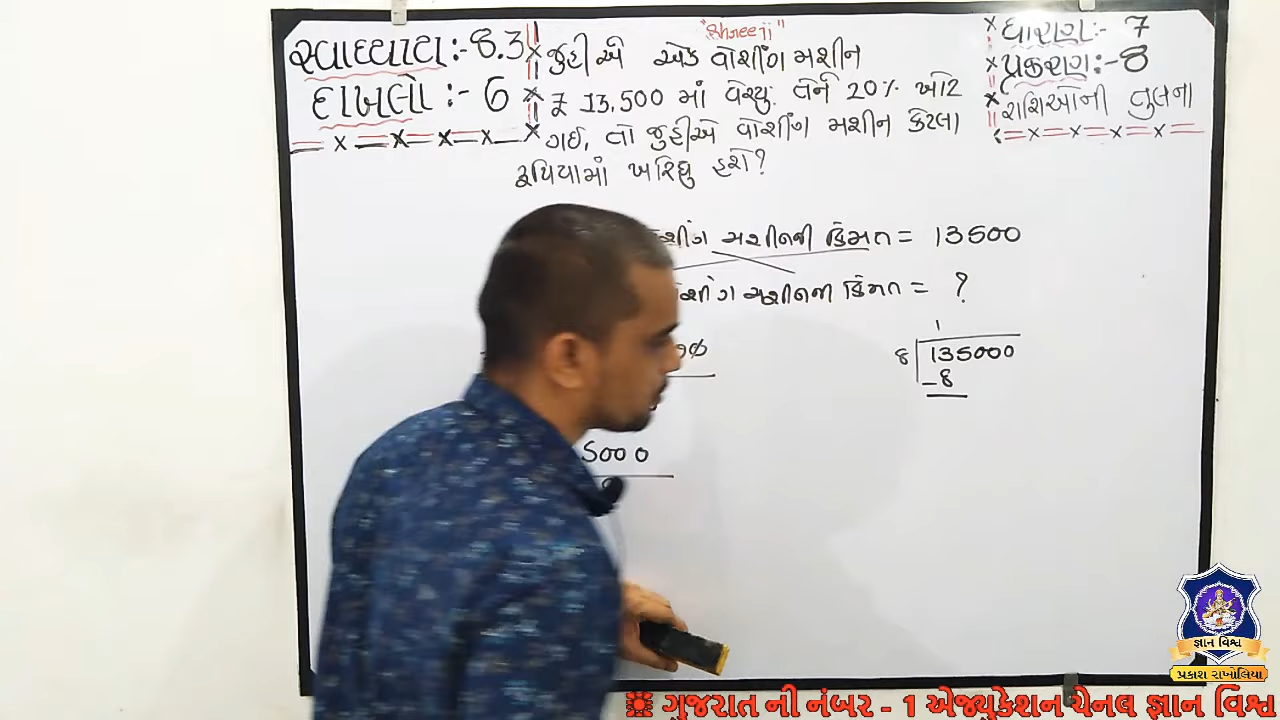 સ્વાધ્યાય:- 8.3
દાખલો :- 6
"Shreeji"
જુહીએ એક વોશીંગ મશીન
₹ 13,500 માં વેચ્યુ. તેને 20% ખોટ
ગઈ, તો જુહીએ વોશીંગ મશીન કેટલા
રૂપિયામાં ખરિદ્યુ હશે?
ધોરણ:- 7
પ્રકરણ:- 8
રાશિઓની તુલના
શીંગ મશીનની કિંમત = 13500
શીંગ મશીનની કિંમત = ?
1
8 135000
-8
5000
જ્ઞાન વિશ્વ
પ્રકાશ રાખોલિયા
ગુજરાત ની નંબર - 1 એજ્યુકેશન ચેનલ જ્ઞાન વિશ્વ